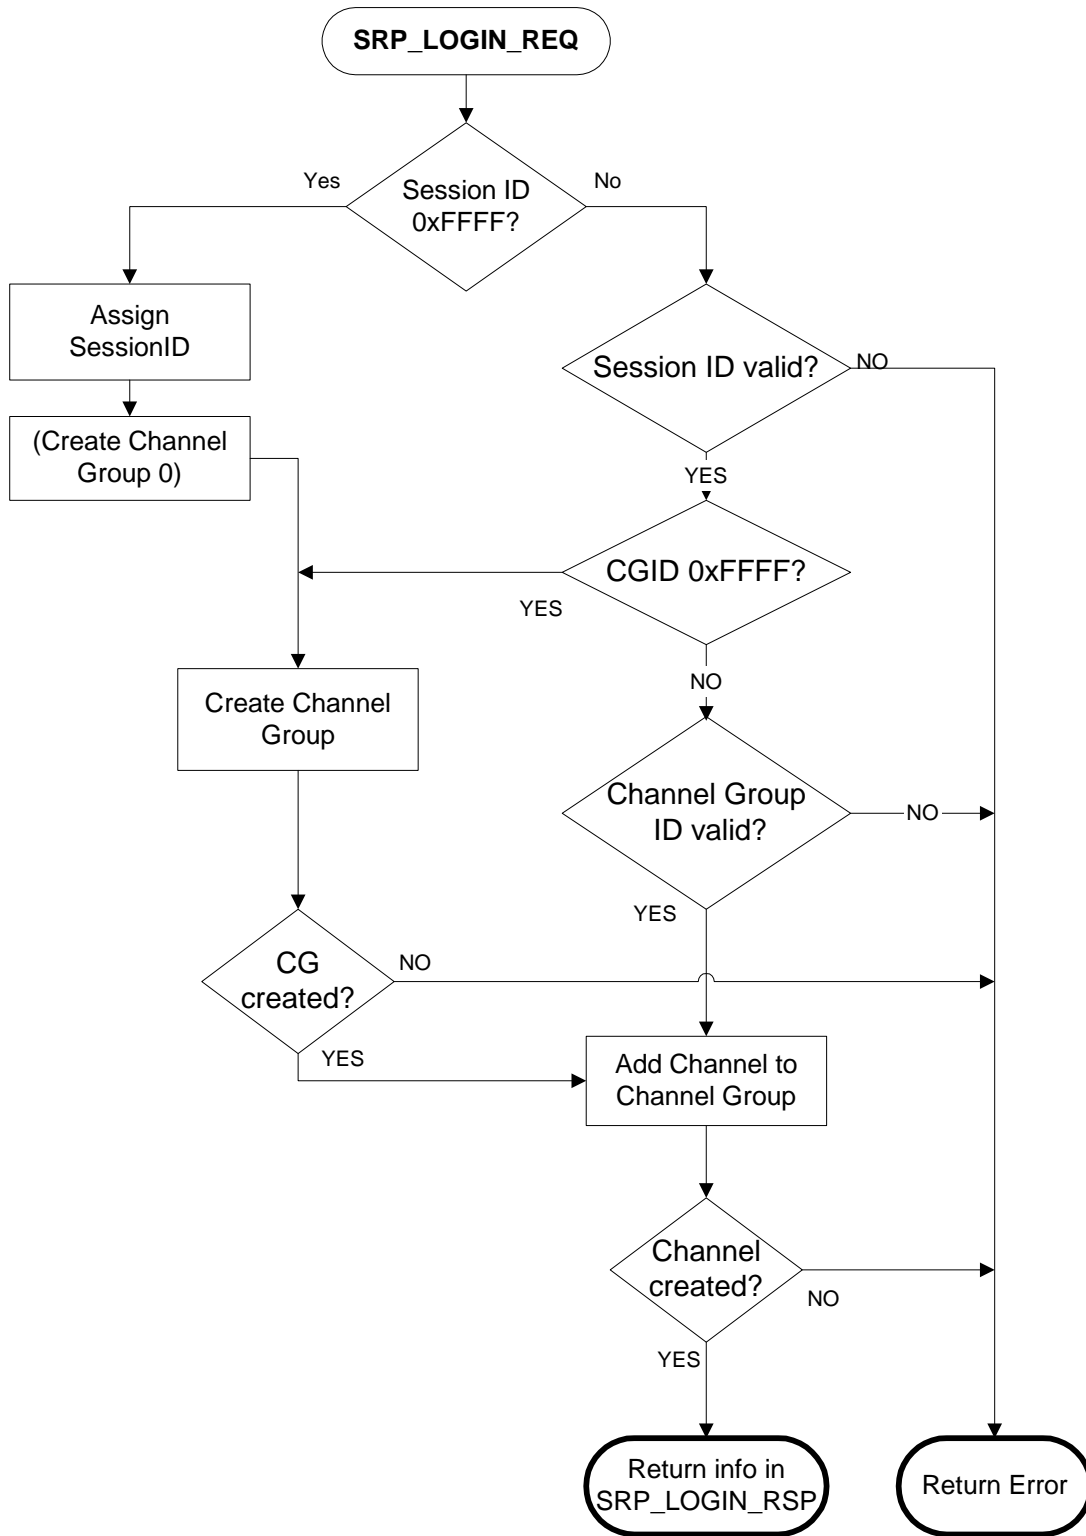 SRP_LOGIN_REQ
Yes
No
Session ID
0xFFFF?
Assign
SessionID
Session ID valid?
NO
(Create Channel
Group 0)
YES
CGID 0xFFFF?
YES
NO
Create Channel
Group
Channel Group
ID valid?
NO
YES
CG
created?
NO
YES
Add Channel to
Channel Group
Channel
created?
NO
YES
Return info in
SRP_LOGIN_RSP
Return Error